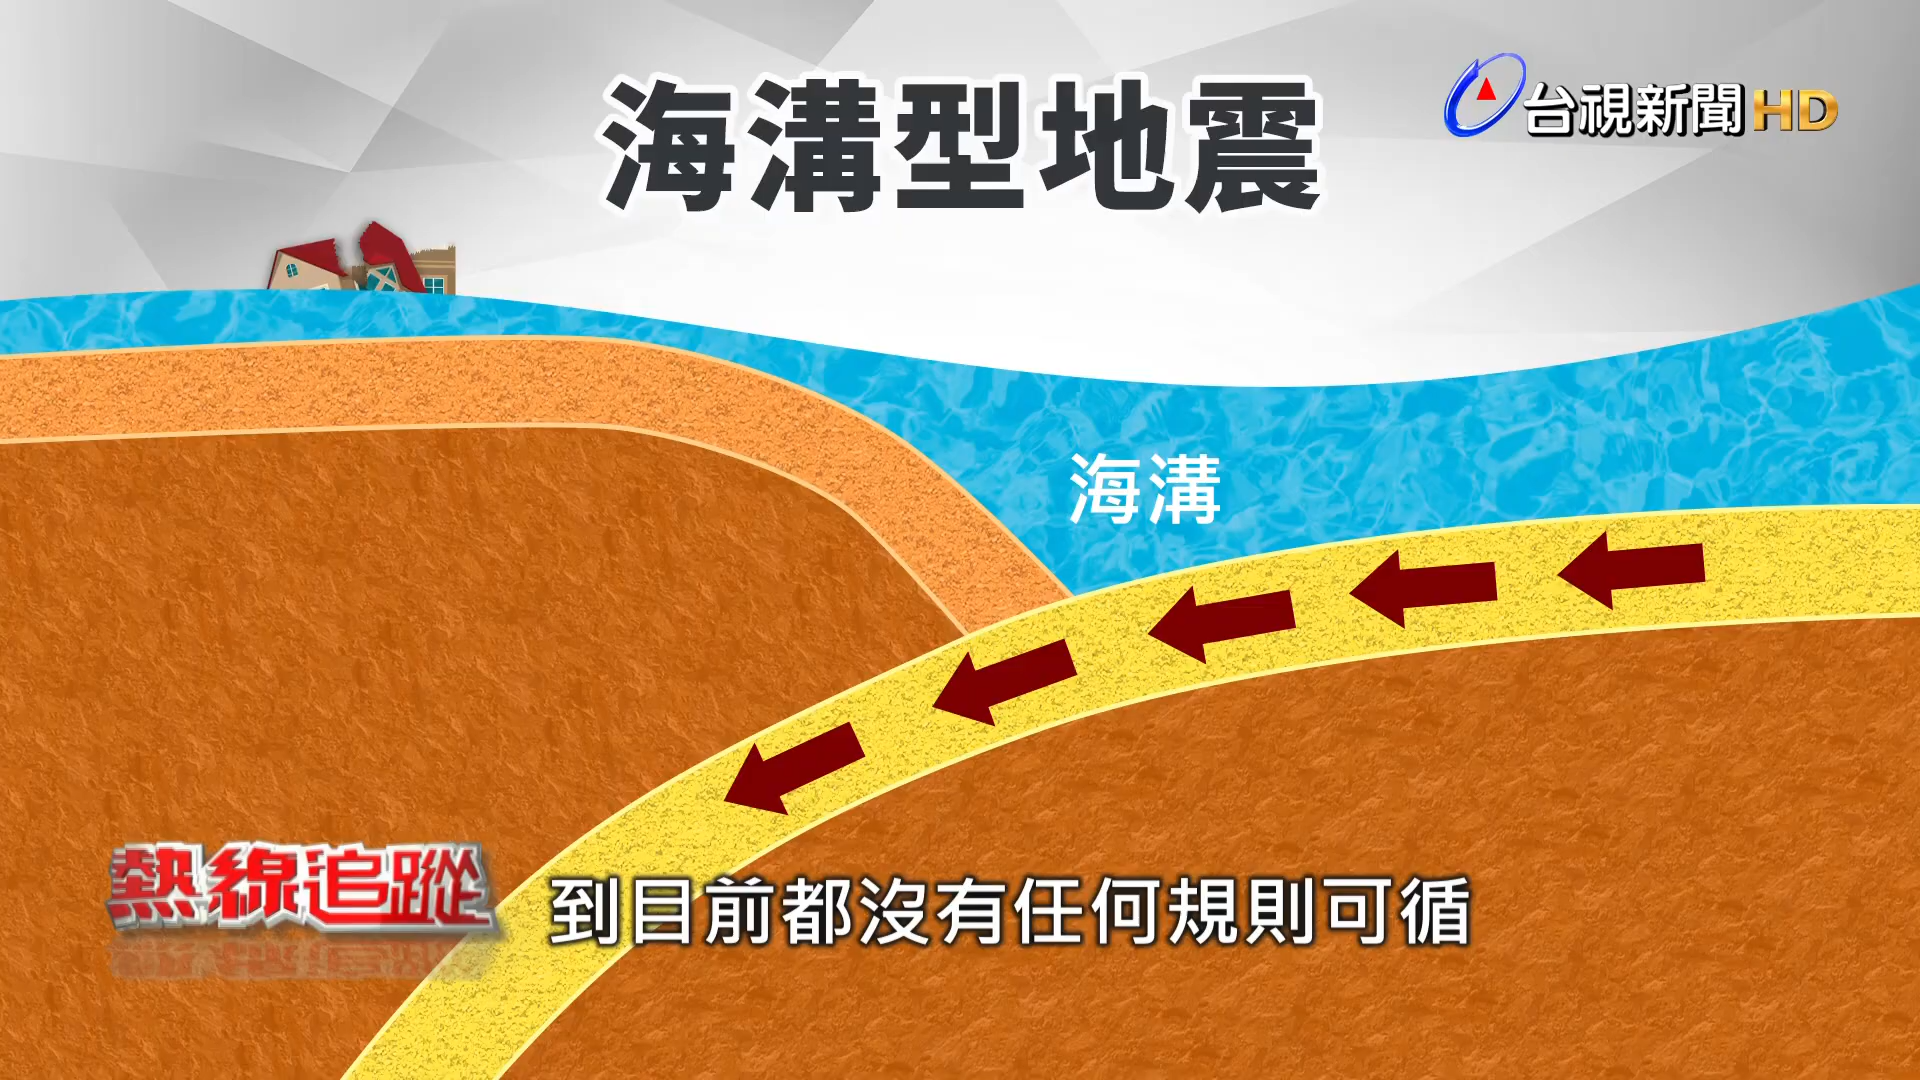 海溝型地震
台視新聞HD
海溝
熱線追蹤
到目前都沒有任何規則可循